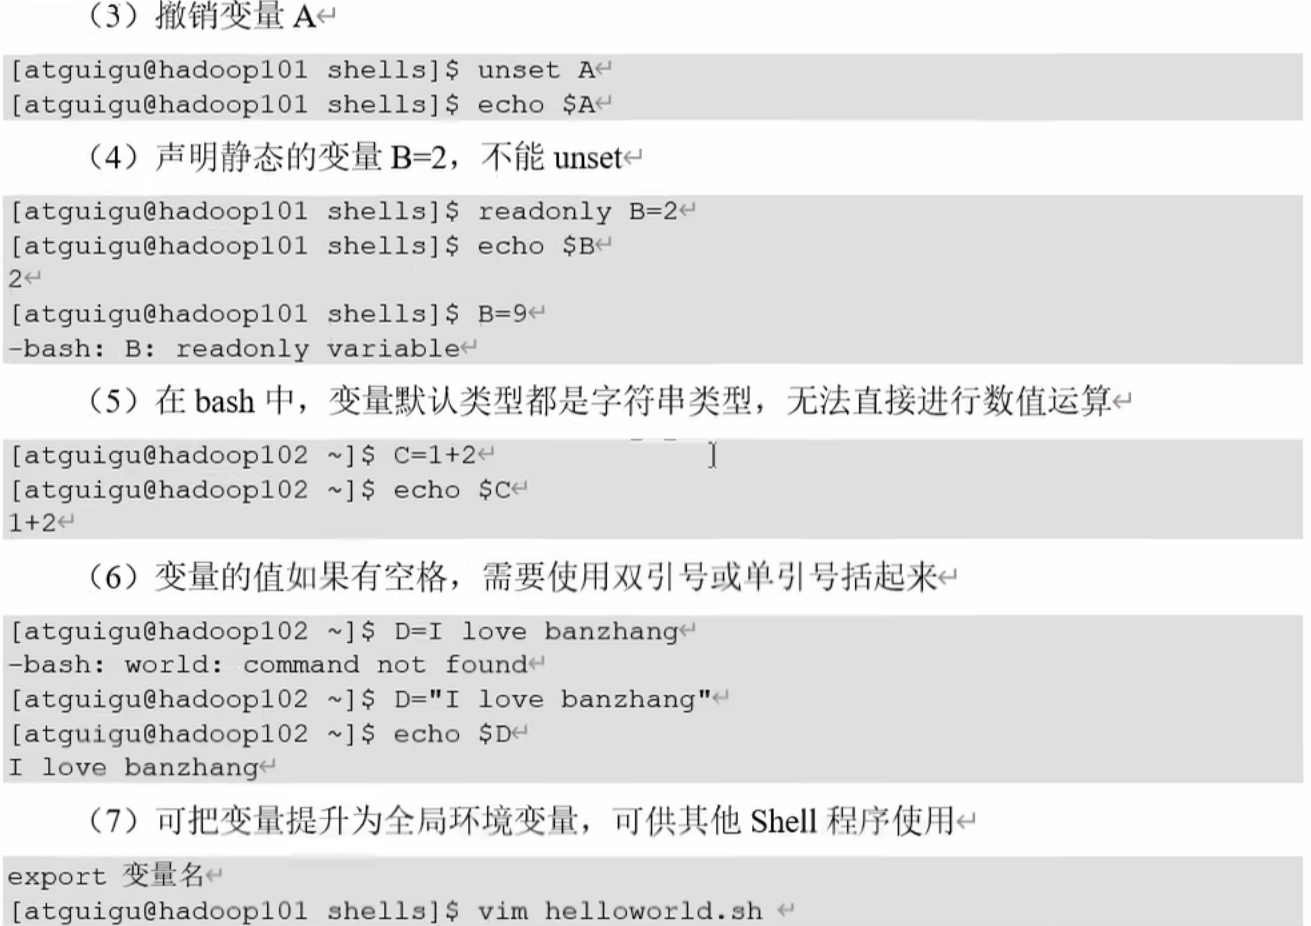 （3）撤销变量 A↵
[atguigu@hadoop101 shells]$ unset A↵
[atguigu@hadoop101 shells]$ echo $A↵
（4）声明静态的变量 B=2，不能 unset↵
[atguigu@hadoop101 shells]$ readonly B=2↵
[atguigu@hadoop101 shells]$ echo $B↵
2↵
[atguigu@hadoop101 shells]$ B=9↵
-bash: B: readonly variable↵
（5）在 bash 中，变量默认类型都是字符串类型，无法直接进行数值运算↵
[atguigu@hadoop102 ~]$ C=1+2↵
[atguigu@hadoop102 ~]$ echo $C↵
1+2↵
（6）变量的值如果有空格，需要使用双引号或单引号括起来↵
[atguigu@hadoop102 ~]$ D=I love banzhang↵
-bash: world: command not found↵
[atguigu@hadoop102 ~]$ D="I love banzhang"↵
[atguigu@hadoop102 ~]$ echo $D↵
I love banzhang↵
（7）可把变量提升为全局环境变量，可供其他 Shell 程序使用↵
export 变量名↵
[atguigu@hadoop101 shells]$ vim helloworld.sh ↵